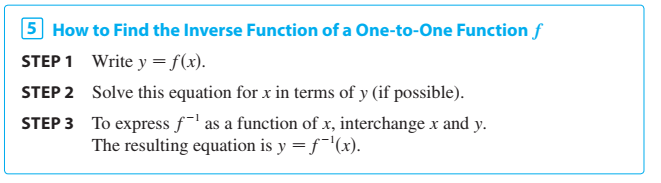 5 How to Find the Inverse Function of a One-to-One Function f
STEP 1 Write y = f(x).
STEP 2 Solve this equation for x in terms of y (if possible).
STEP 3 To express f⁻¹ as a function of x, interchange x and y.
The resulting equation is y = f⁻¹(x).